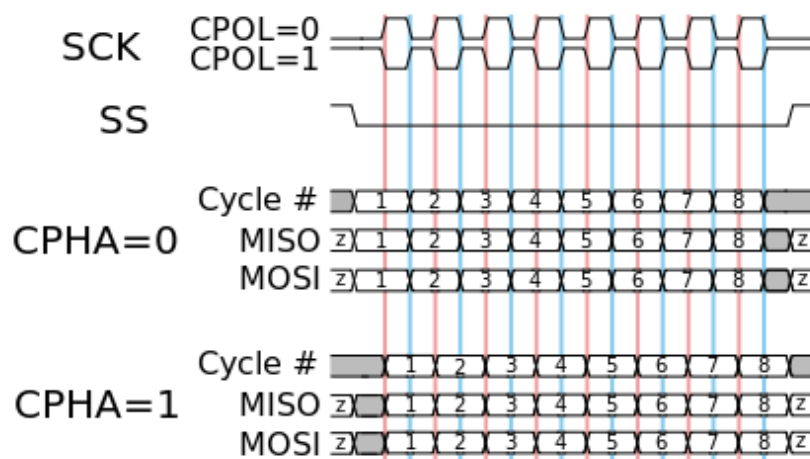 SCK CPOL=0
CPOL=1
SS
Cycle # 1 2 3 4 5 6 7 8
CPHA=0 MISO z 1 2 3 4 5 6 7 8 z
MOSI z 1 2 3 4 5 6 7 8 z
Cycle # 1 2 3 4 5 6 7 8
CPHA=1 MISO z 1 2 3 4 5 6 7 8 z
MOSI z 1 2 3 4 5 6 7 8 z